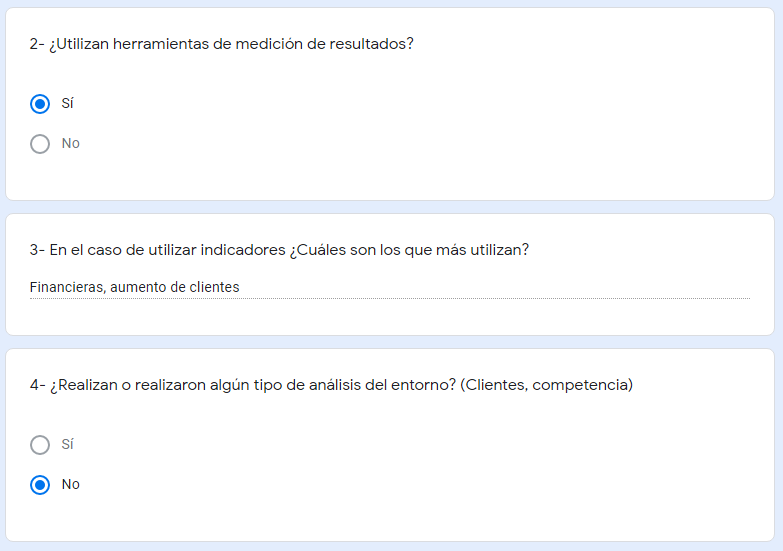 2- ¿Utilizan herramientas de medición de resultados?
Sí
No
3- En el caso de utilizar indicadores ¿Cuáles son los que más utilizan?
Financieras, aumento de clientes
4- ¿Realizan o realizaron algún tipo de análisis del entorno? (Clientes, competencia)
Sí
No